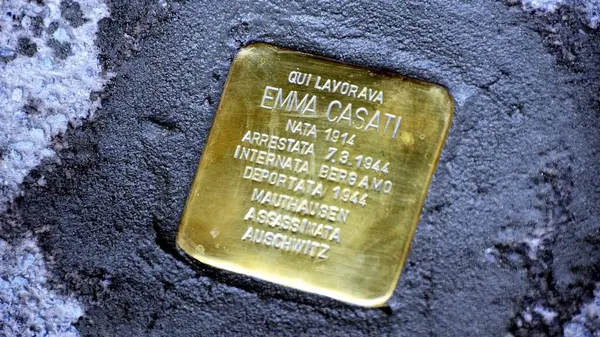 QUI LAVORAVA
EMMA CASATI
NATA 1914
ARRESTATA 7.3.1944
INTERNATA BERGAMO
DEPORTATA 1944
MAUTHAUSEN
ASSASSINATA
AUSCHWITZ